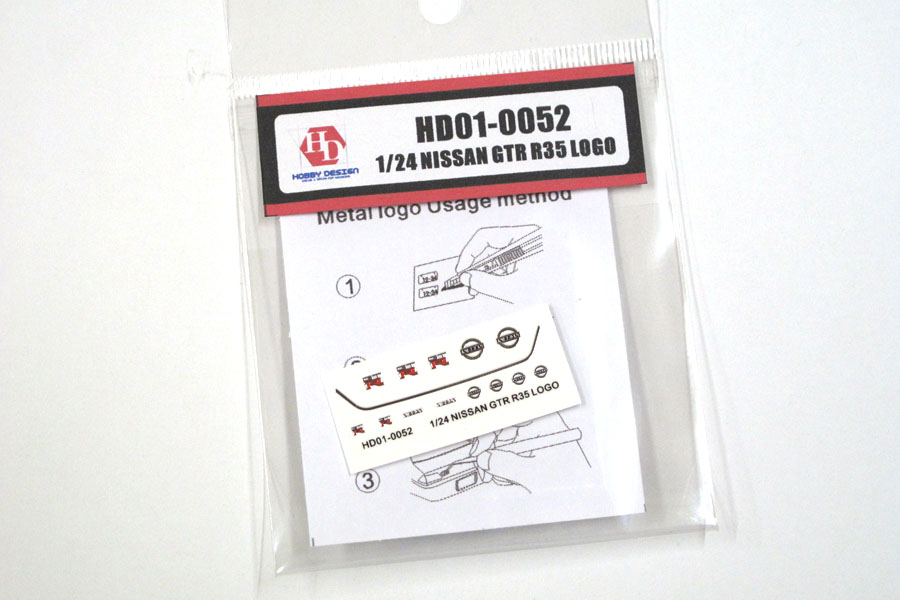 HD01-0052
1/24 NISSAN GTR R35 LOGO
HD
HOBBY DESIGN
Metal logo Usage method
1
3
HD01-0052
1/24 NISSAN GTR R35 LOGO